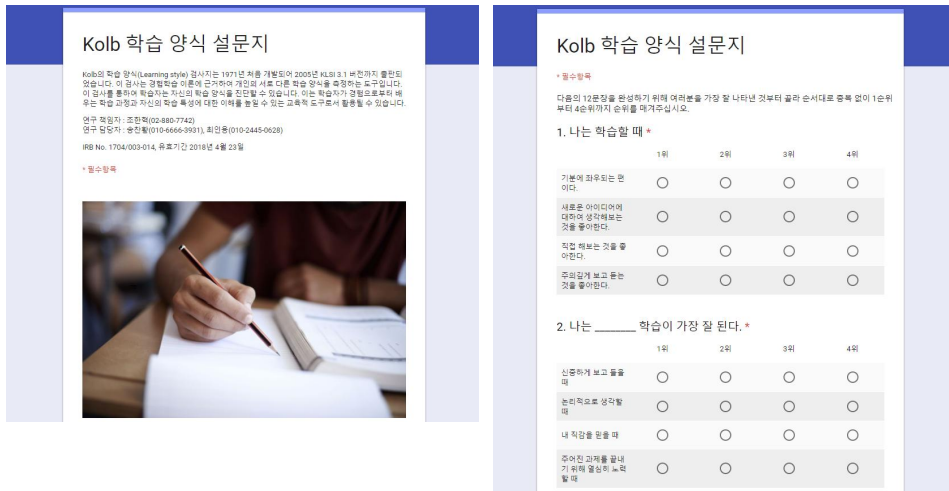 Kolb 학습 양식 설문지
Kolb의 학습 양식(Learning style) 검사지는 1971년 처음 개발되어 2005년 KLSI 3.1 버전까지 출판되
었습니다. 이 검사는 경험학습 이론에 근거하여 개인의 서로 다른 학습 양식을 측정하는 도구입니다.
이 검사를 통하여 학습자는 자신의 학습 양식을 진단할 수 있습니다. 이는 학습자가 경험으로부터 배
우는 학습 과정과 자신의 학습 특성에 대한 이해를 높일 수 있는 교육적 도구로서 활용될 수 있습니다.
연구 책임자 : 조한혁(02-880-7742)
연구 담당자 : 송찬활(010-6666-3931), 최인용(010-2445-0628)
IRB No. 1704/003-014, 유효기간 2018년 4월 23일
* 필수항목
Kolb 학습 양식 설문지
* 필수항목
다음의 12문장을 완성하기 위해 여러분을 가장 잘 나타낸 것부터 골라 순서대로 중복 없이 1순위
부터 4순위까지 순위를 매겨주십시오.
1. 나는 학습할 때 *
1위 2위 3위 4위
기분에 좌우되는 편
이다.
새로운 아이디어에
대하여 생각해보는
것을 좋아한다.
직접 해보는 것을 좋
아한다.
주의깊게 보고 듣는
것을 좋아한다.
2. 나는 ________ 학습이 가장 잘 된다. *
1위 2위 3위 4위
신중하게 보고 들을
때
논리적으로 생각할
때
내 직감을 믿을 때
주어진 과제를 끝내
기 위해 열심히 노력
할 때